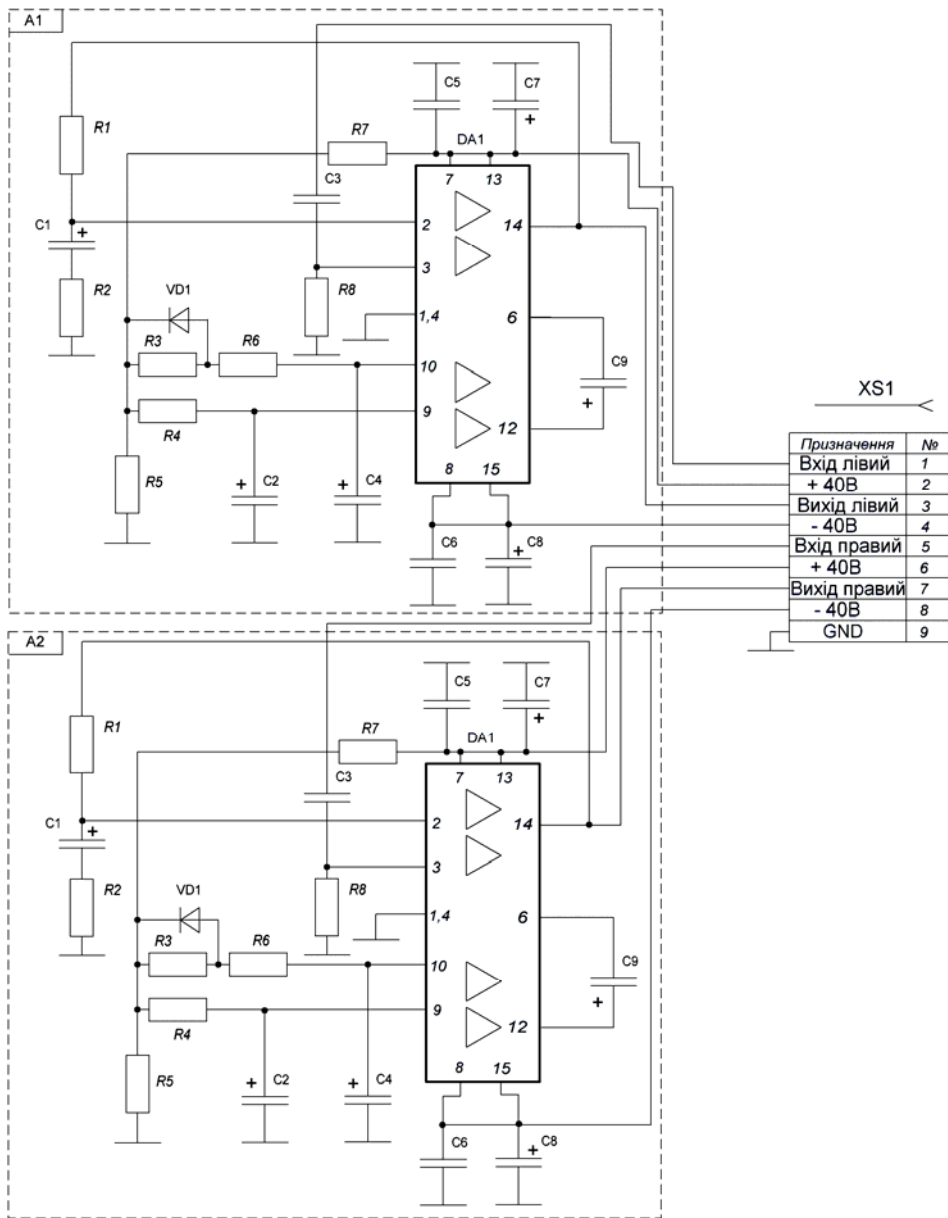 A1
C5
C7
R1
R7
DA1
7
13
C3
C1
+
+
2
14
3
R2
VD1
R8
1,4
6
R3
R6
10
C9
+
R4
9
12
8
15
R5
+
C2
+
C4
C6
C8
+
XS1
Призначення №
Вхід лівий 1
+ 40В 2
Вихід лівий 3
- 40В 4
Вхід правий 5
+ 40В 6
Вихід правий 7
- 40В 8
GND 9
A2
C5
C7
R1
R7
DA1
+
7
13
C3
C1
+
2
14
3
R2
VD1
R8
1,4
6
R3
R6
10
C9
+
R4
9
12
8
15
R5
+
C2
+
C4
C6
C8
+